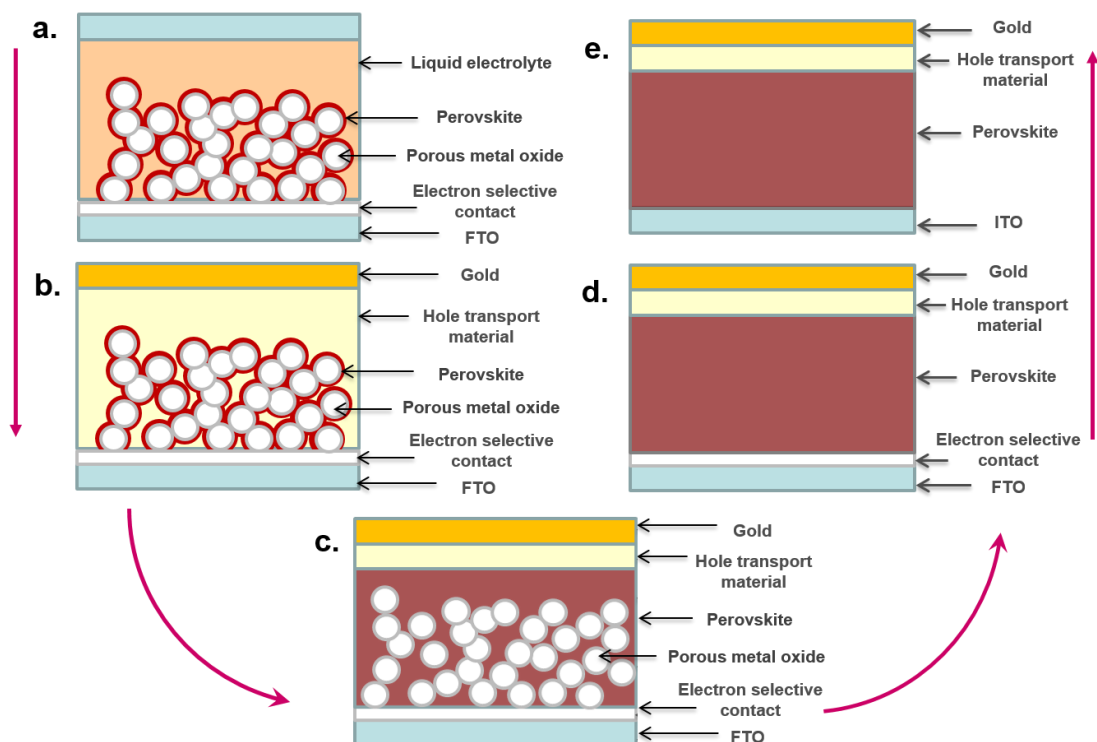 a.
Liquid electrolyte
Perovskite
Porous metal oxide
Electron selective
contact
FTO
b.
Gold
Hole transport
material
Perovskite
Porous metal oxide
Electron selective
contact
FTO
c.
Gold
Hole transport
material
Perovskite
Porous metal oxide
Electron selective
contact
FTO
d.
Gold
Hole transport
material
Perovskite
Electron selective
contact
FTO
e.
Gold
Hole transport
material
Perovskite
ITO